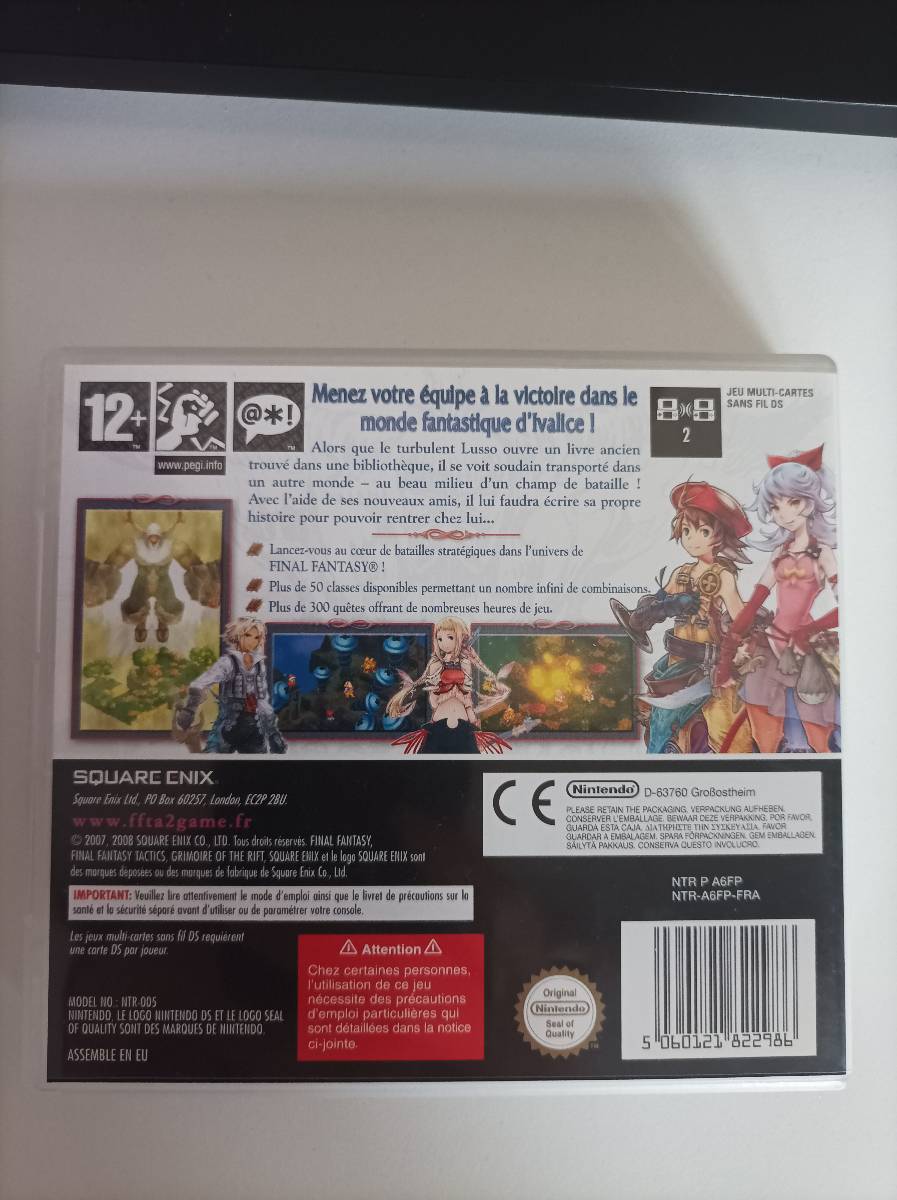 12+
TM
TM
@*!
TM
www.pegi.info
Menez votre équipe à la victoire dans le
monde fantastique d'Ivalice !
2
JEU MULTI-CARTES
SANS FIL DS
Alors que le turbulent Lusso ouvre un livre ancien
trouvé dans une bibliothèque, il se voit soudain transporté dans
un autre monde – au beau milieu d'un champ de bataille !
Avec l'aide de ses nouveaux amis, il lui faudra écrire sa propre
histoire pour pouvoir rentrer chez lui...
Lancez-vous au cœur de batailles stratégiques dans l'univers de
FINAL FANTASY® !
Plus de 50 classes disponibles permettant un nombre infini de combinaisons.
Plus de 300 quêtes offrant de nombreuses heures de jeu.
SQUARE ENIX
Square Enix Ltd, PO Box 60257, London, EC2P 2BU.
www.ffta2game.fr
© 2007, 2008 SQUARE ENIX CO., LTD. Tous droits réservés. FINAL FANTASY,
FINAL FANTASY TACTICS, GRIMOIRE OF THE RIFT, SQUARE ENIX et le logo SQUARE ENIX sont
des marques déposées ou des marques de fabrique de Square Enix Co., Ltd.
IMPORTANT: Veuillez lire attentivement le mode d'emploi ainsi que le livret de précautions sur la
santé et la sécurité séparé avant d'utiliser ou de paramétrer votre console.
Les jeux multi-cartes sans fil DS requièrent
une carte DS par joueur.
MODEL NO.: NTR-005
NINTENDO, LE LOGO NINTENDO DS ET LE LOGO SEAL
OF QUALITY SONT DES MARQUES DE NINTENDO.
ASSEMBLE EN EU
Attention
Chez certaines personnes,
l'utilisation de ce jeu
nécessite des précautions
d'emploi particulières qui
sont détaillées dans la notice
ci-jointe.
CE
Nintendo D-63760 Großostheim
PLEASE RETAIN THE PACKAGING. VERPACKUNG AUFHEBEN.
CONSERVER L'EMBALLAGE. BEWAAR DEZE VERPAKKING. POR FAVOR,
GUARDA ESTA CAJA. ΔΙΑΤΗΡΗΣΤΕ ΤΗΝ ΣΥΣΚΕΥΑΣΙΑ. FAVOR
GUARDAR A EMBALAGEM. SPARA FÖRPACKNINGEN. GEM EMBALLAGEN.
SÄILYTÄ PAKKAUS. CONSERVA QUESTO INVOLUCRO.
NTR P A6FP
NTR-A6FP-FRA
Original
Nintendo
Seal of
Quality
TM
5 060121 822986